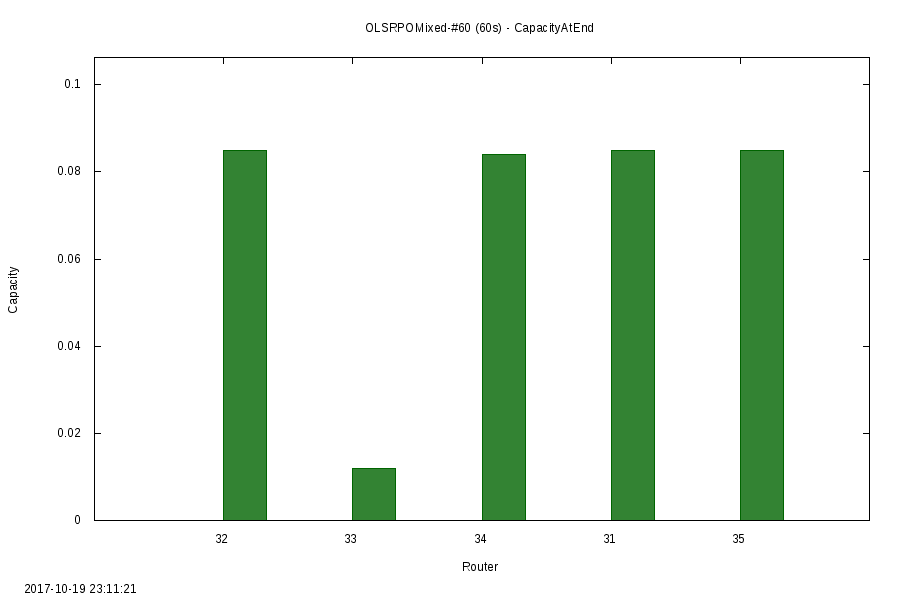 OLSRPOMixed-#60 (60s) - CapacityAtEnd
0.1
0.08
0.06
0.04
0.02
0
Capacity
32 33 34 31 35
Router
2017-10-19 23:11:21